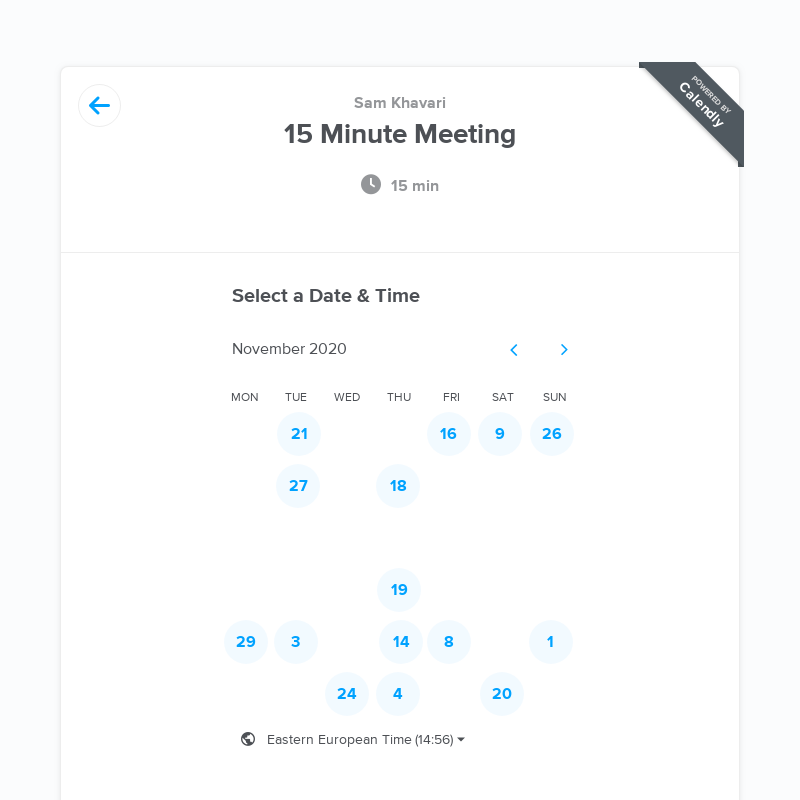 POWERED BY
Calendly
Sam Khavari
15 Minute Meeting
15 min
Select a Date & Time
November 2020
MON TUE WED THU FRI SAT SUN
21 16 9 26
27 18
19
29 3 14 8 1
24 4 20
Eastern European Time (14:56)